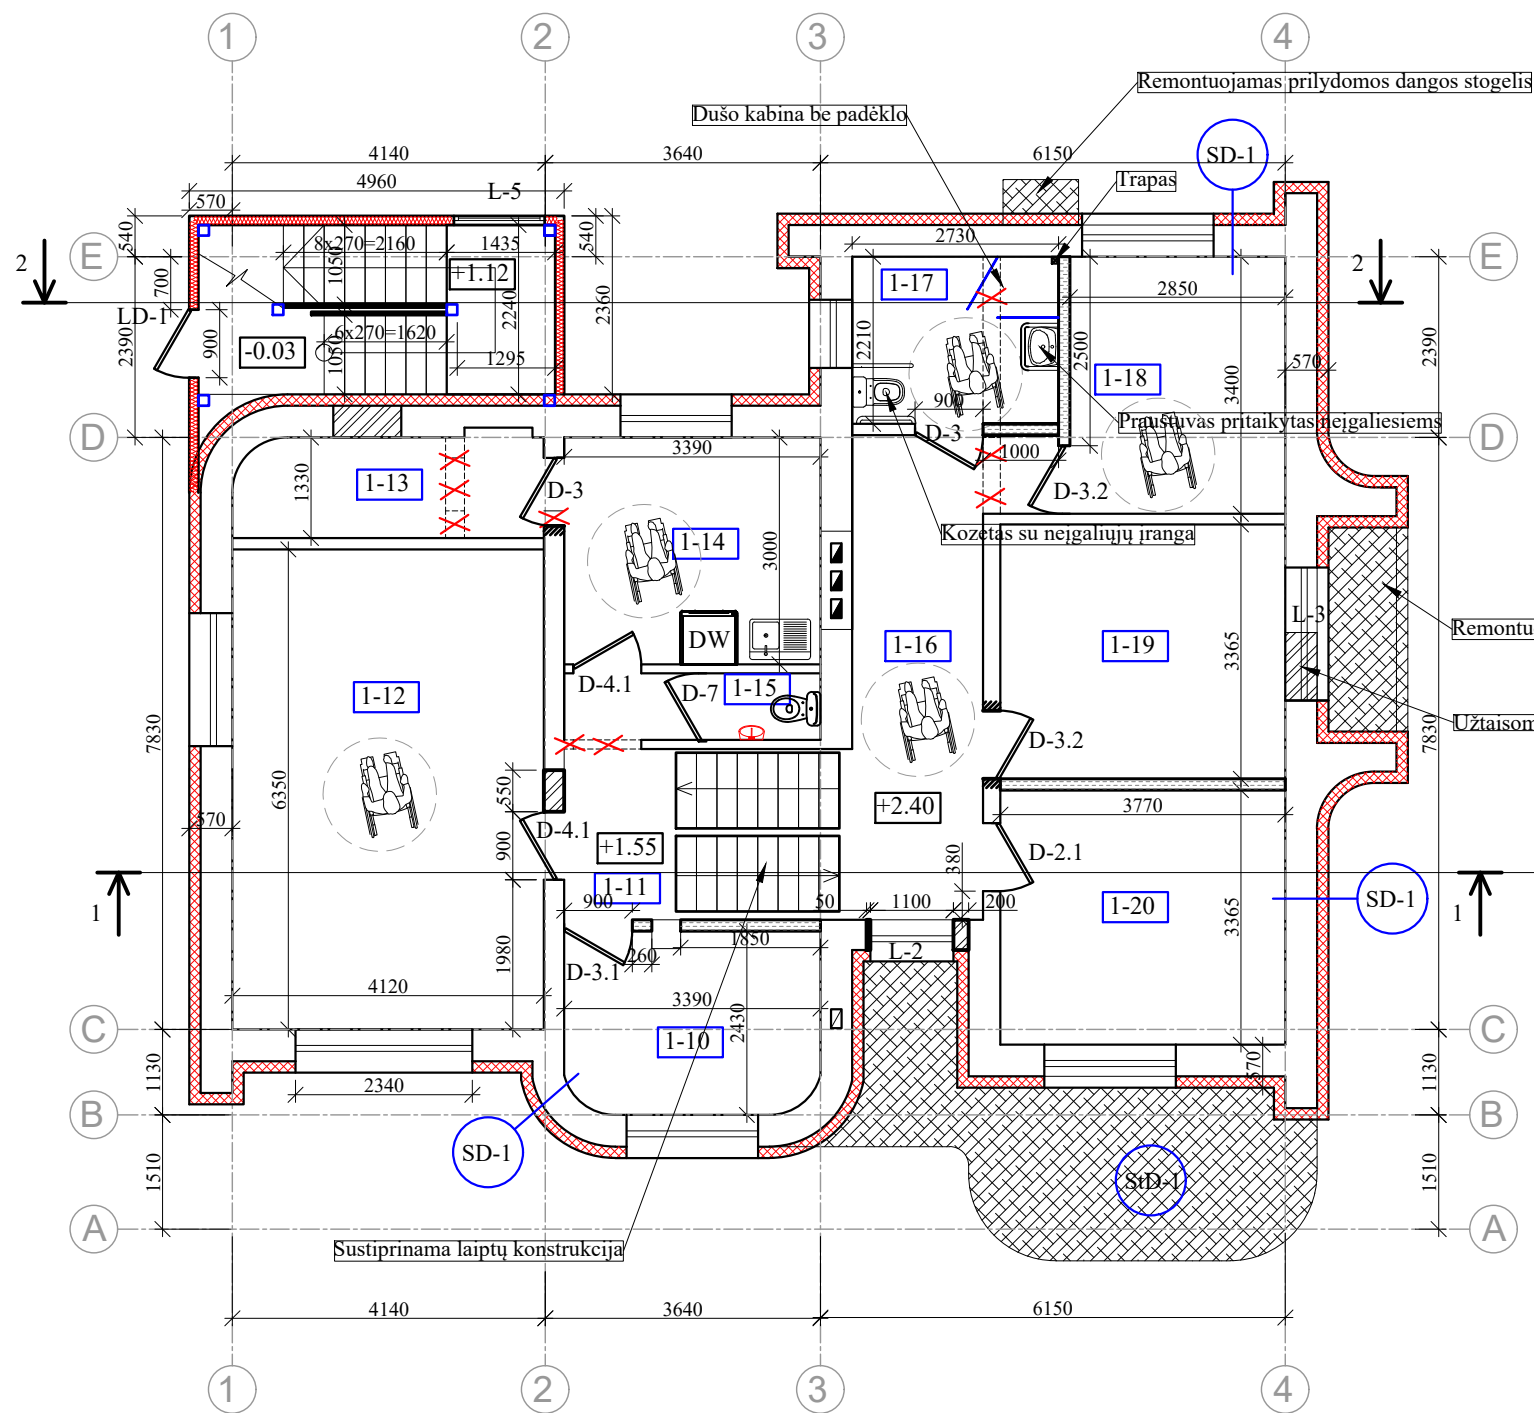 1
2
3
4
Remontuojamas prilydomos dangos stogelis
Dušo kabina be padėklo
4140
3640
6150
SD-1
4960
L-5
Trapas
570
540
540
8x270=2160
1435
2730
E
E
2
2
1050
+1.12
1-17
700
2850
LD-1
2240
2360
2390
900
-0.03
6x270=1620
1050
1295
2210
2500
1-18
3400
570
2390
900
D
D
D-3
Praustuvas pritaikytas neįgaliesiems
3390
1000
1330
1-13
D-3
D-3.2
1-14
3000
Kozetas su neįgaliųjų įranga
DW
L-3
Remontu
1-16
1-19
3365
1-12
D-4.1
D-7
1-15
7830
7830
Užtaisom
D-3.2
6350
550
570
+2.40
3770
D-4.1
+1.55
D-2.1
900
380
1
1-11
SD-1
1
900
50
1100
200
1-20
3365
1980
260
1850
D-3.1
L-2
4120
3390
2430
C
C
1-10
1130
570
1130
2340
B
B
SD-1
1510
StD-1
1510
A
A
Sustiprinama laiptų konstrukcija
4140
3640
6150
1
2
3
4